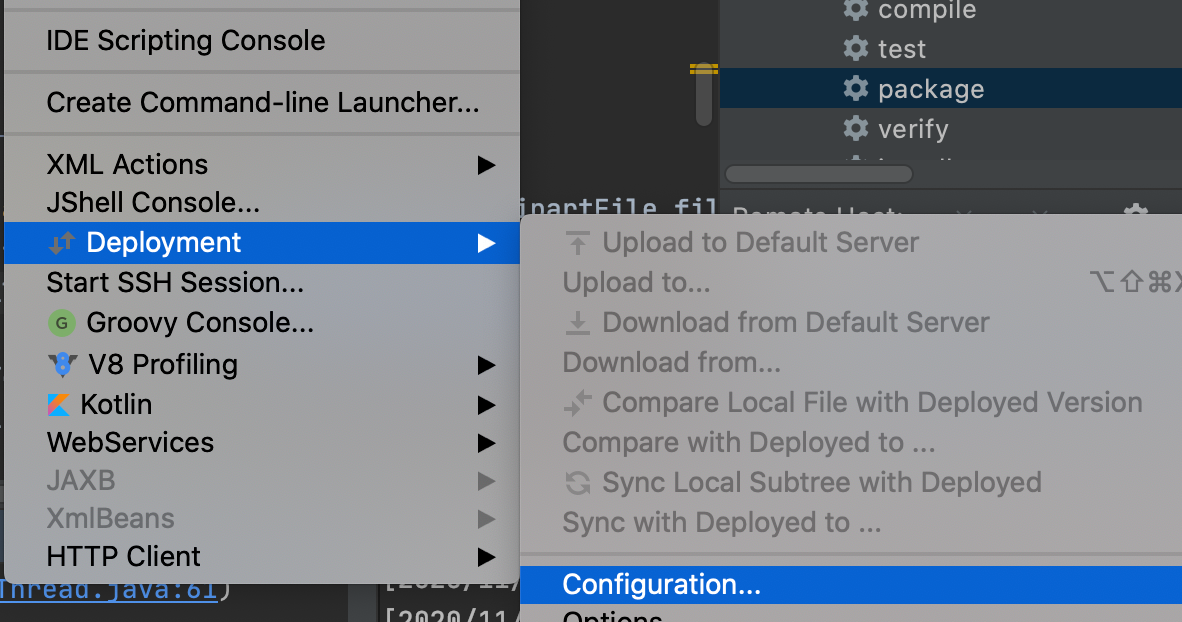 IDE Scripting Console
Create Command-line Launcher...
XML Actions
JShell Console...
Deployment
Start SSH Session...
G Groovy Console...
V8 Profiling
Kotlin
WebServices
JAXB
XmlBeans
HTTP Client
Thread.java:61)
compile
test
package
verify
inartFile.fil
Remote Host:
Upload to Default Server
Upload to... ⌥⇧⌘X
Download from Default Server
Download from...
Compare Local File with Deployed Version
Compare with Deployed to ...
Sync Local Subtree with Deployed
Sync with Deployed to ...
Configuration...
Options...
[2020/11/
[2020/11/